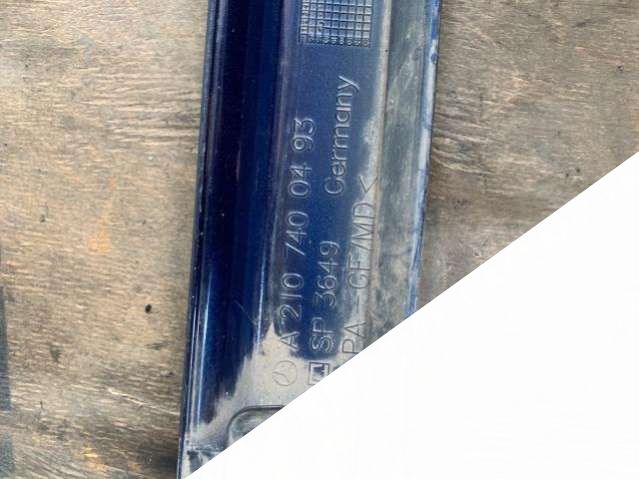 A 210 740 04 93
SP 3649 Germany
PA-GF/MD<